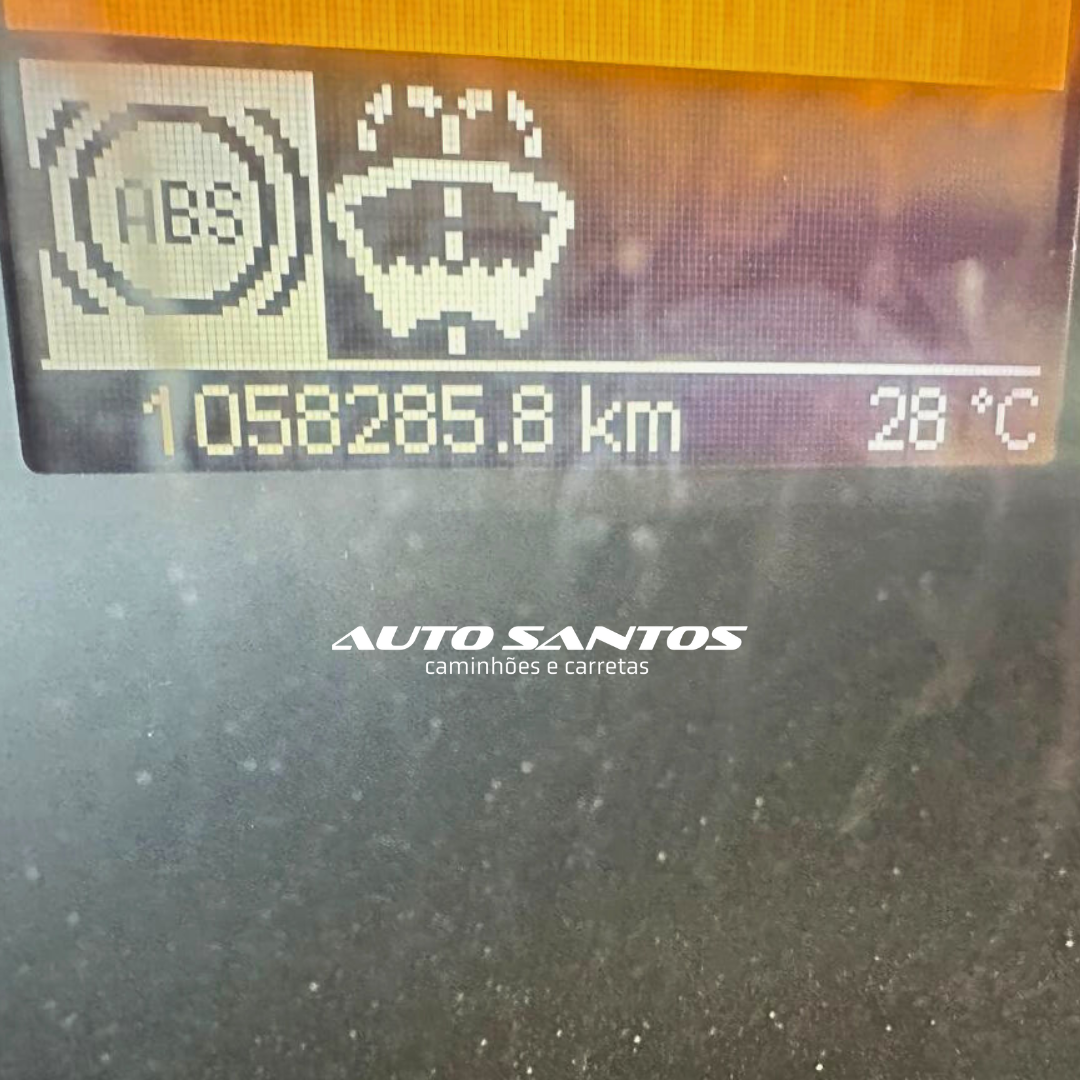 ABS
1058285.8 km 28 °C
AUTO SANTOS
caminhões e carretas